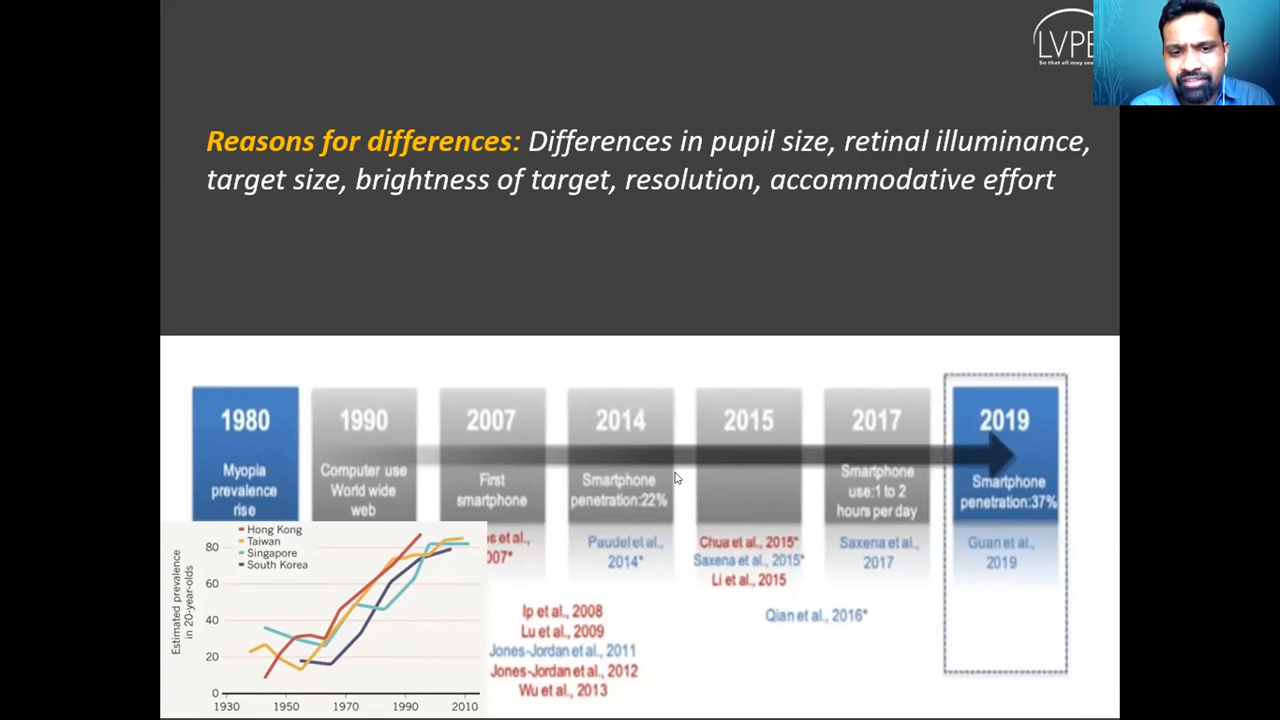 LVPE
So that all may see
Reasons for differences: Differences in pupil size, retinal illuminance,
target size, brightness of target, resolution, accommodative effort
1980
Myopia
prevalence
rise
1990
Computer use
World wide
web
2007
First
smartphone
2014
Smartphone
penetration:22%
2015
2017
Smartphone
use:1 to 2
hours per day
2019
Smartphone
penetration:37%
es et al.,
007*
Paudel et al.,
2014*
Chua et al., 2015*
Saxena et al., 2015*
Li et al., 2015
Saxena et al.,
2017
Guan et al.,
2019
Qian et al., 2016*
Ip et al., 2008
Lu et al., 2009
Jones-Jordan et al., 2011
Jones-Jordan et al., 2012
Wu et al., 2013
Hong Kong
Taiwan
Singapore
South Korea
Estimated prevalence
in 20-year-olds
80
60
40
20
0
1930
1950
1970
1990
2010